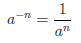 a^{-n} = \frac{1}{a^n}